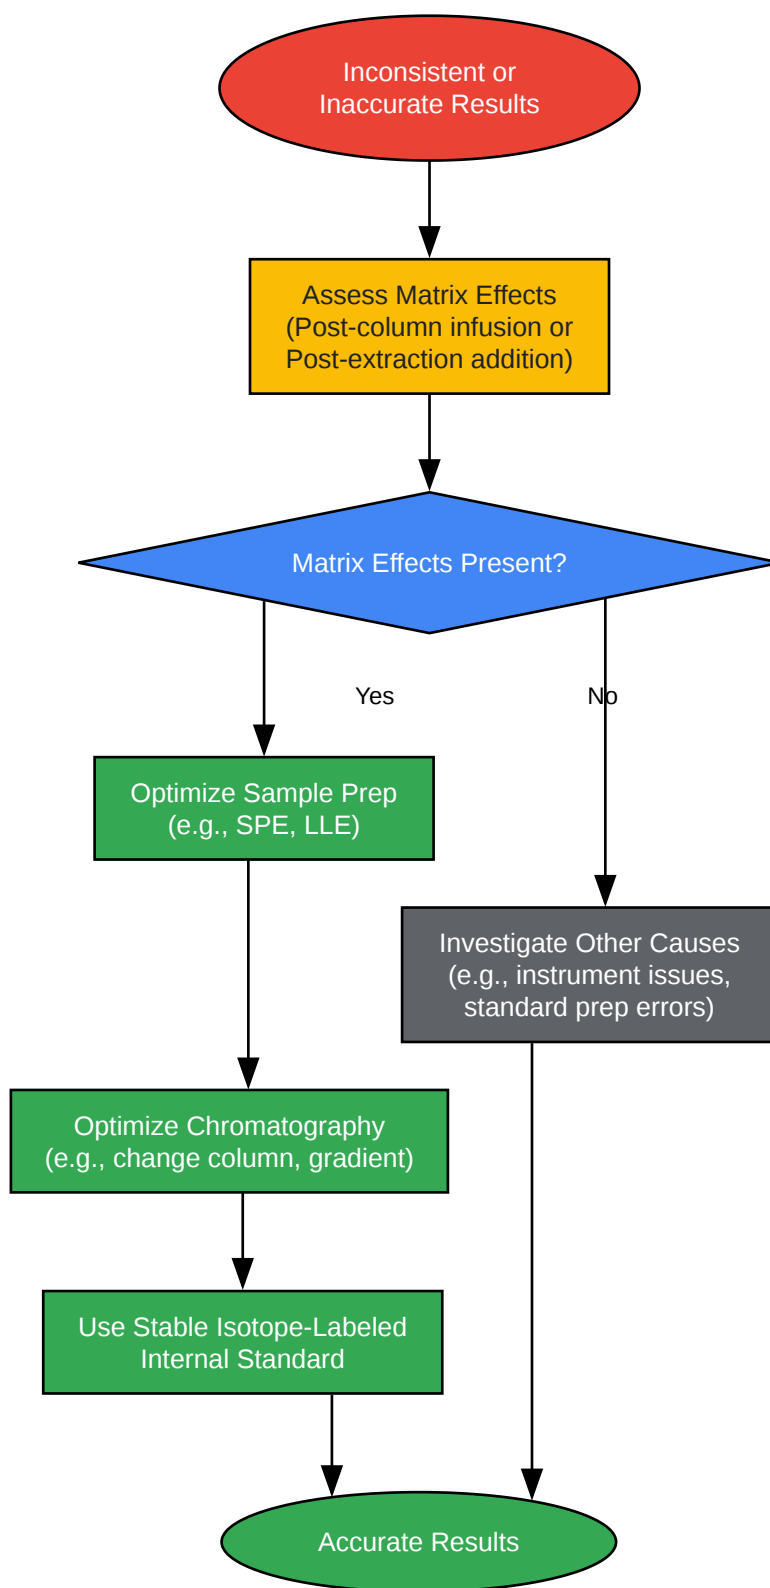 Inconsistent or
Inaccurate Results
Assess Matrix Effects
(Post-column infusion or
Post-extraction addition)
Matrix Effects Present?
Yes
No
Optimize Sample Prep
(e.g., SPE, LLE)
Investigate Other Causes
(e.g., instrument issues,
standard prep errors)
Optimize Chromatography
(e.g., change column, gradient)
Use Stable Isotope-Labeled
Internal Standard
Accurate Results